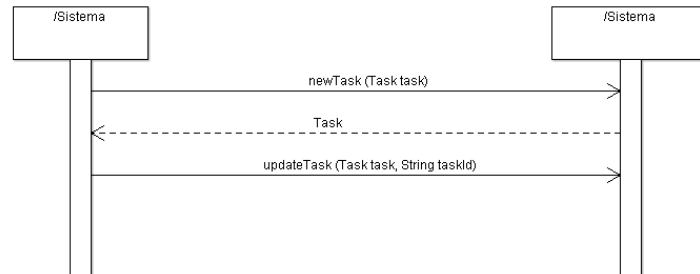 /Sistema
/Sistema
newTask (Task task)
Task
updateTask (Task task, String taskId)